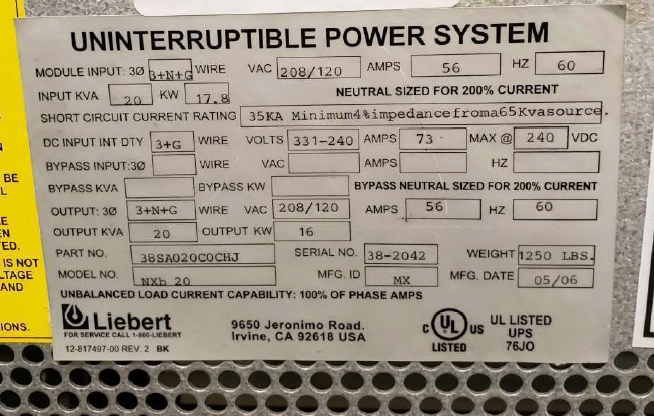 UNINTERRUPTIBLE POWER SYSTEM
MODULE INPUT: 3Ø 3+N+G WIRE VAC 208/120 AMPS 56 HZ 60
INPUT KVA 20 KW 17.8 NEUTRAL SIZED FOR 200% CURRENT
SHORT CIRCUIT CURRENT RATING 35KA Minimum4%impedancefroma65Kvasource.
DC INPUT INT DTY 3+G WIRE VOLTS 331-240 AMPS 73 MAX @ 240 VDC
BYPASS INPUT:3Ø WIRE VAC AMPS HZ
BYPASS KVA BYPASS KW BYPASS NEUTRAL SIZED FOR 200% CURRENT
OUTPUT: 3Ø 3+N+G WIRE VAC 208/120 AMPS 56 HZ 60
OUTPUT KVA 20 OUTPUT KW 16
PART NO. 38SA020C0CHJ SERIAL NO. 38-2042 WEIGHT 1250 LBS.
MODEL NO. NXb 20 MFG. ID MX MFG. DATE 05/06
UNBALANCED LOAD CURRENT CAPABILITY: 100% OF PHASE AMPS
Liebert
FOR SERVICE CALL 1-800-LIEBERT
12-817497-00 REV. 2 BK
9650 Jeronimo Road.
Irvine, CA 92618 USA
C UL US
LISTED
UL LISTED
UPS
76JO
BE
IS NOT
AND